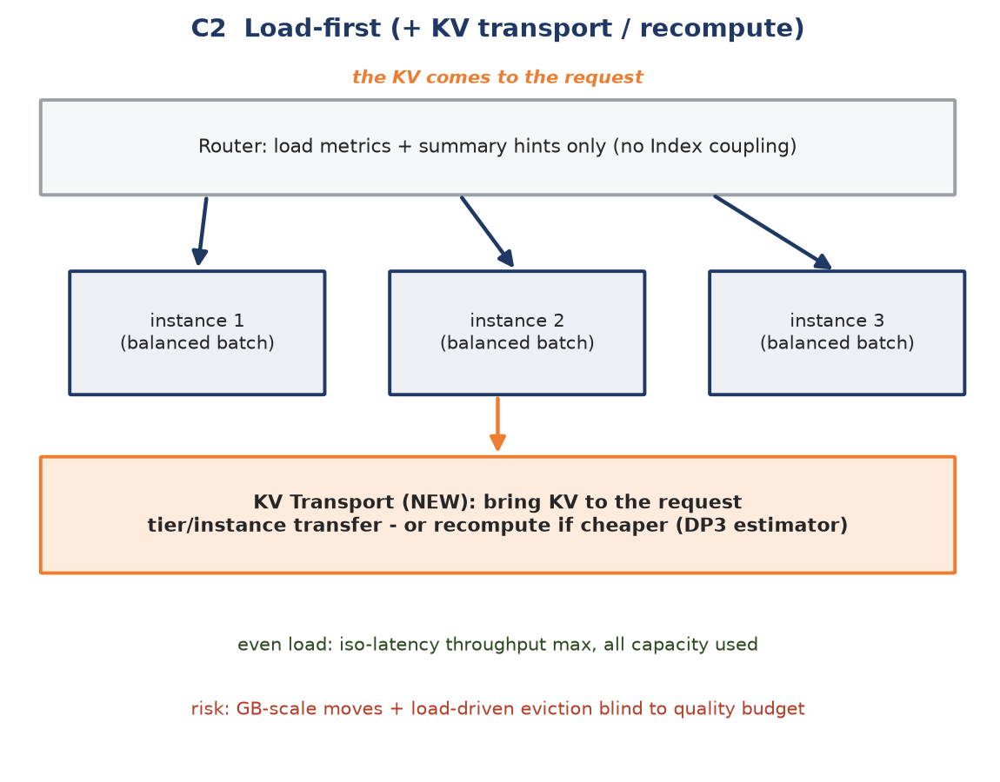 C2  Load-first (+ KV transport / recompute)
the KV comes to the request
Router: load metrics + summary hints only (no Index coupling)
instance 1
(balanced batch)
instance 2
(balanced batch)
instance 3
(balanced batch)
KV Transport (NEW): bring KV to the request
tier/instance transfer - or recompute if cheaper (DP3 estimator)
even load: iso-latency throughput max, all capacity used
risk: GB-scale moves + load-driven eviction blind to quality budget